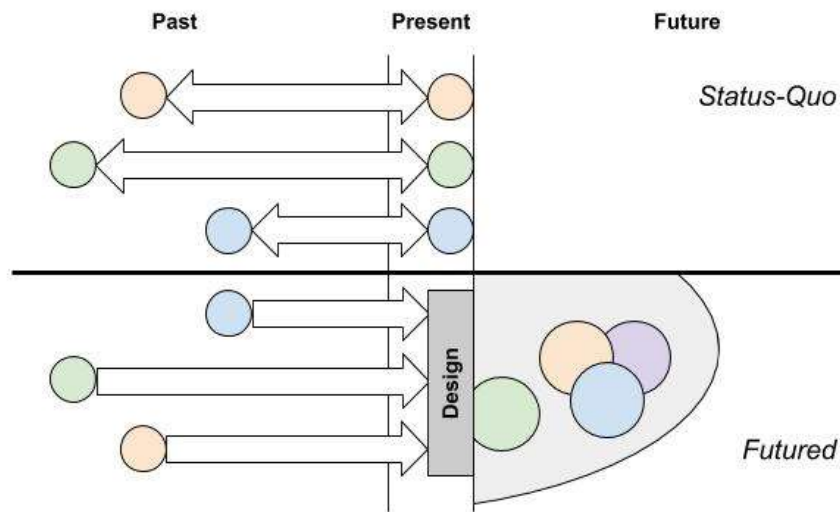 Past
Present
Future
Status-Quo
Design
Futured